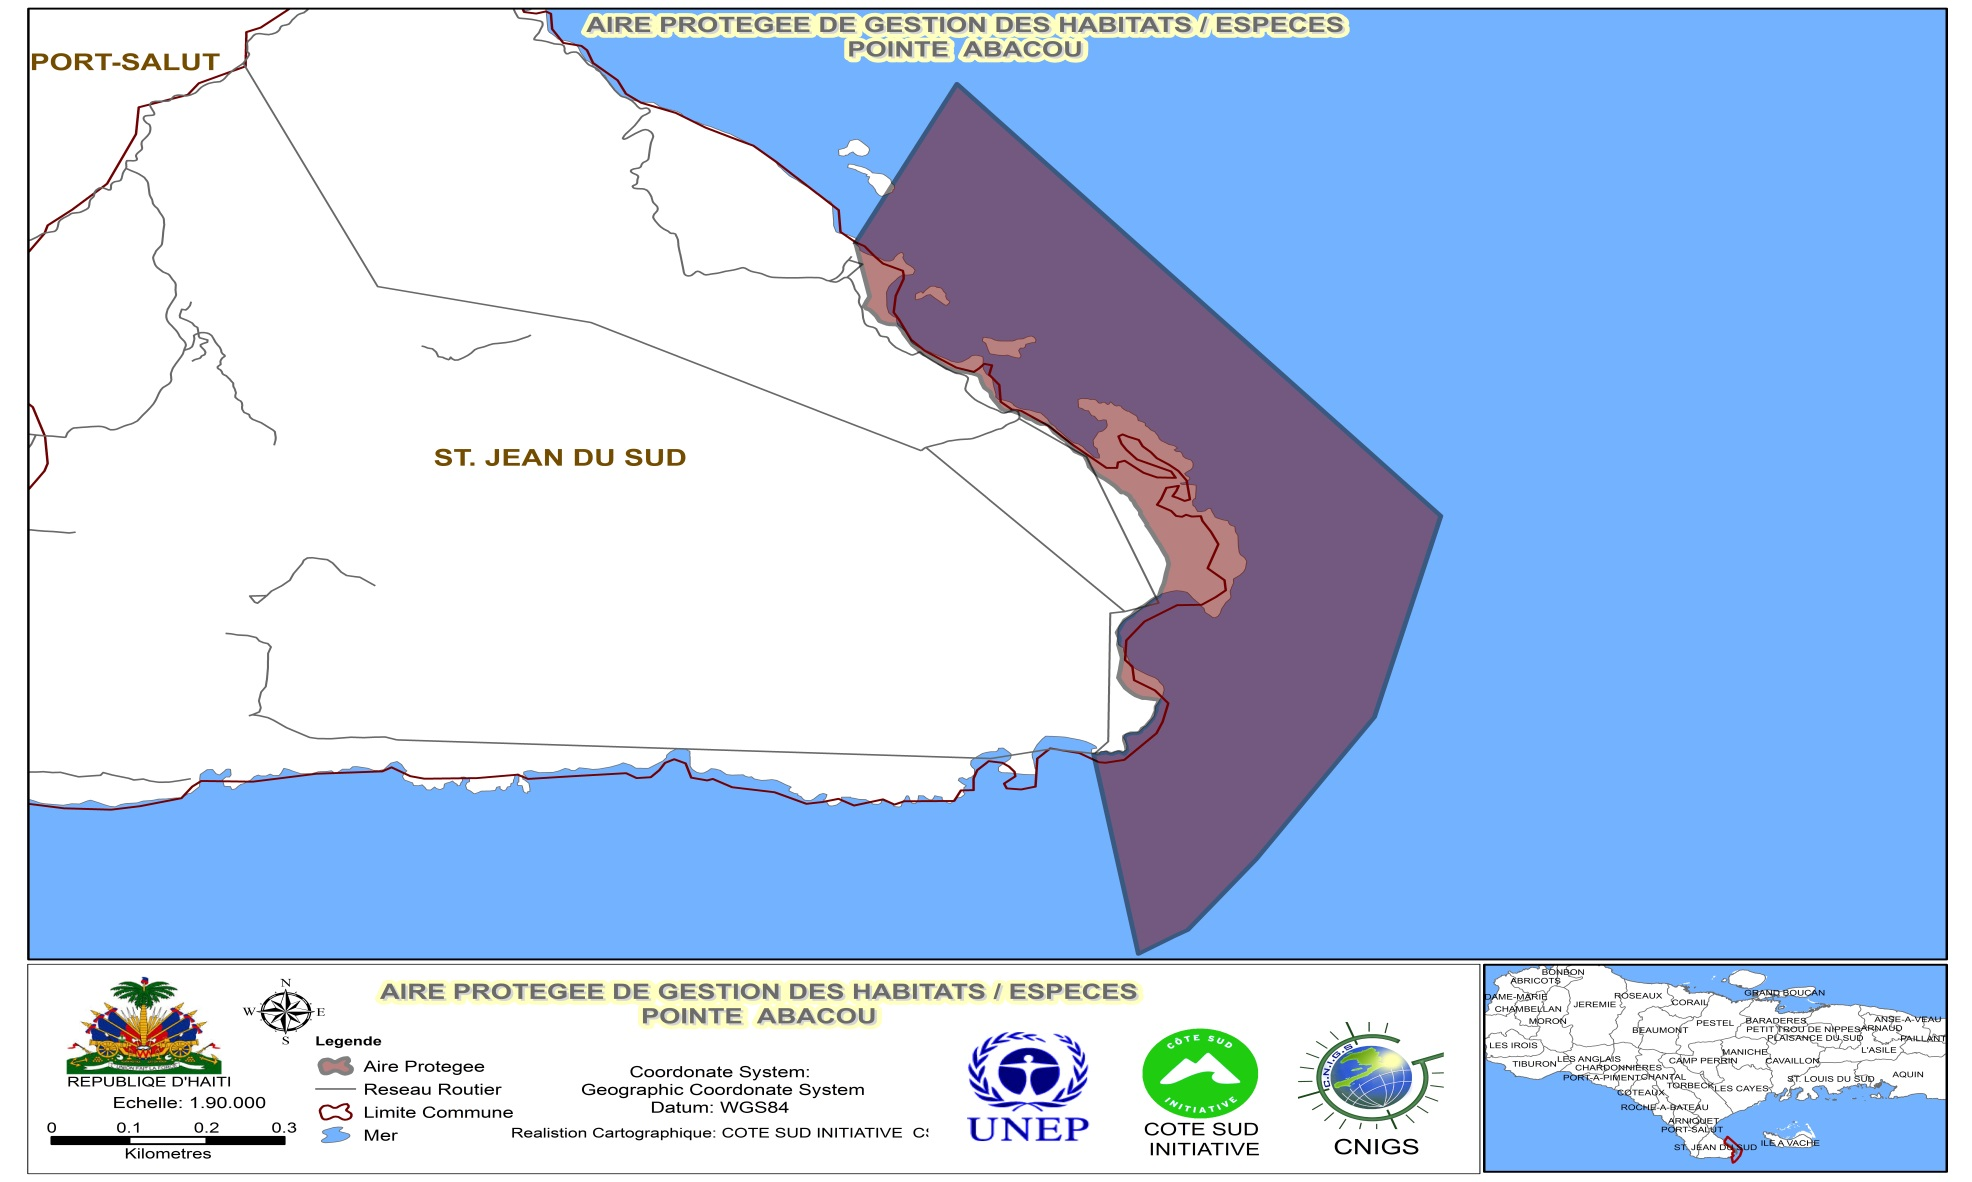 AIRE PROTEGEE DE GESTION DES HABITATS / ESPECES
POINTE ABACOU
PORT-SALUT
ST. JEAN DU SUD
REPUBLIQE D'HAITI
Echelle: 1.90.000
0 0.1 0.2 0.3
Kilometres
N
W E
S
AIRE PROTEGEE DE GESTION DES HABITATS / ESPECES
POINTE ABACOU
Legende
Aire Protegee
Reseau Routier
Limite Commune
Mer
Coordonate System:
Geographic Coordonate System
Datum: WGS84
Realistion Cartographique: COTE SUD INITIATIVE CS
UNEP
CÔTE SUD
INITIATIVE
COTE SUD
INITIATIVE
C.N.I.G.S
CNIGS
BONBON
ABRICOTS
DAME-MARIE
CHAMBELLAN
MORON
JEREMIE
ROSEAUX
CORAIL
GRAND BOUCAN
BEAUMONT
PESTEL
BARADERES
PETIT TROU DE NIPPES
PLAISANCE DU SUD
ARNAUD
ANSE-A-VEAU
PAILLANT
L'ASILE
LES IROIS
TIBURON
LES ANGLAIS
CHARDONNIERES
PORT-A-PIMENT
CHANTAL
CAMP PERRIN
MANICHE
CAVAILLON
ST. LOUIS DU SUD
AQUIN
COTEAUX
TORBECK
LES CAYES
ROCHE-A-BATEAU
ARNIQUET
PORT-SALUT
ST. JEAN DU SUD
ILE A VACHE